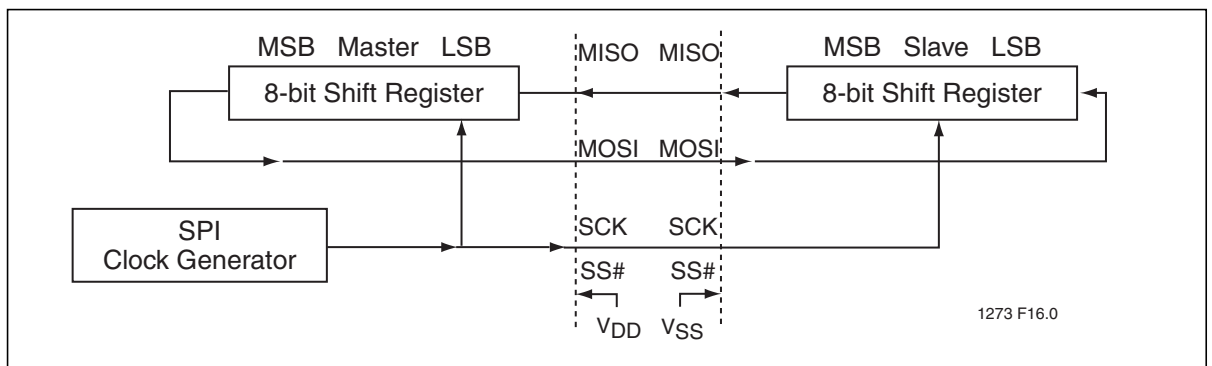 MSB Master LSB
8-bit Shift Register
MISO MISO
MSB Slave LSB
8-bit Shift Register
MOSI MOSI
SPI
Clock Generator
SCK SCK
SS# SS#
VDD VSS
1273 F16.0